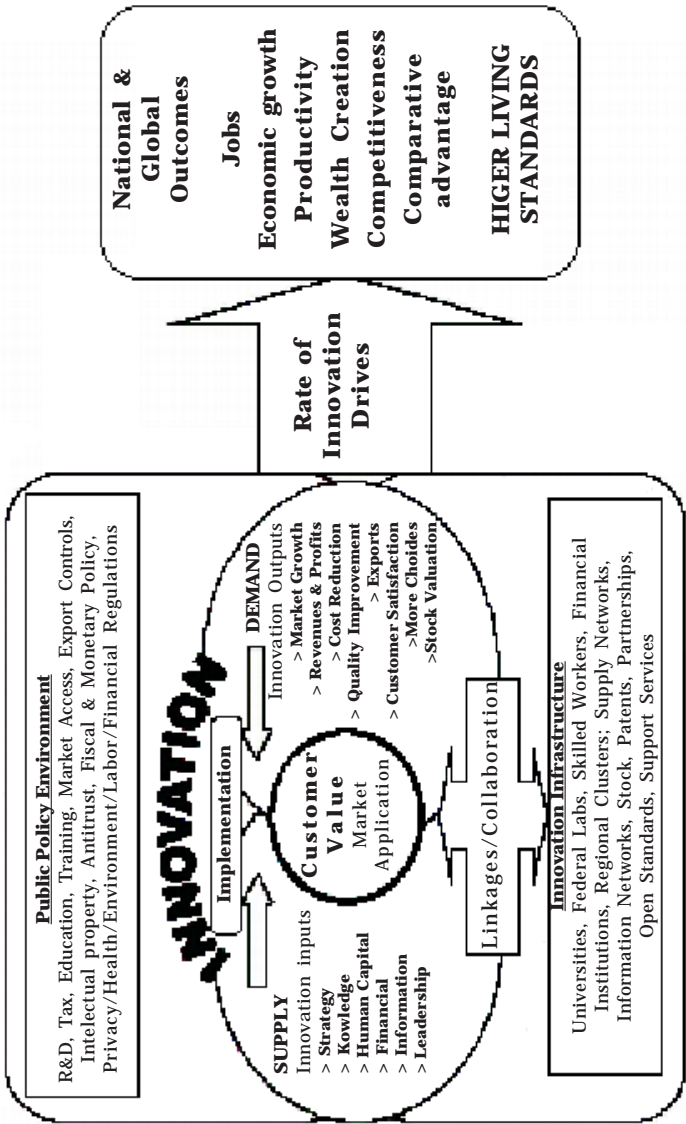 Public Policy Environment
R&D, Tax, Education, Training, Market Access, Export Controls,
Intelectual property, Antitrust, Fiscal & Monetary Policy,
Privacy/Health/Environment/Labor/Financial Regulations
INNOVATION
Implementation
SUPPLY
Innovation inputs
> Strategy
> Kowledge
> Human Capital
> Financial
> Information
> Leadership
Customer
Value
Market
Application
DEMAND
Innovation Outputs
> Market Growth
> Revenues & Profits
> Cost Reduction
> Quality Improvement
> Exports
> Customer Satisfaction
>More Choides
>Stock Valuation
Linkages/Collaboration
Innovation Infrastructure
Universities, Federal Labs, Skilled Workers, Financial
Institutions, Regional Clusters; Supply Networks,
Information Networks, Stock, Patents, Partnerships,
Open Standards, Support Services
Rate of
Innovation
Drives
National &
Global
Outcomes
Jobs
Economic growth
Productivity
Wealth Creation
Competitiveness
Comparative
advantage
HIGER LIVING
STANDARDS